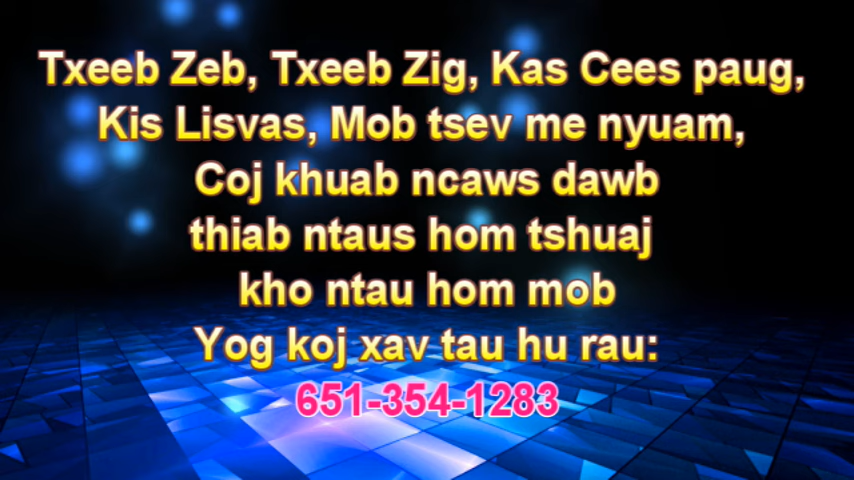 Txeeb Zeb, Txeeb Zig, Kas Cees paug,
Kis Lisvas, Mob tsev me nyuam,
Coj khuab ncaws dawb
thiab ntaus hom tshuaj
kho ntau hom mob
Yog koj xav tau hu rau:
651-354-1283